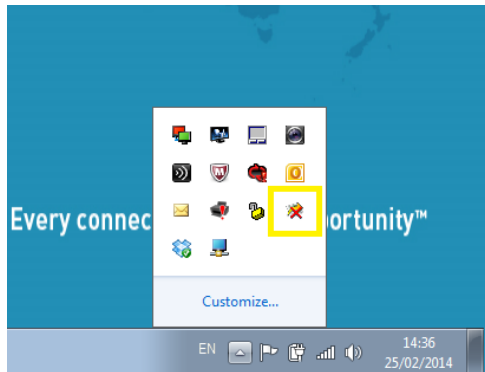 Every connec ortunity™
Customize...
EN
14:36
25/02/2014